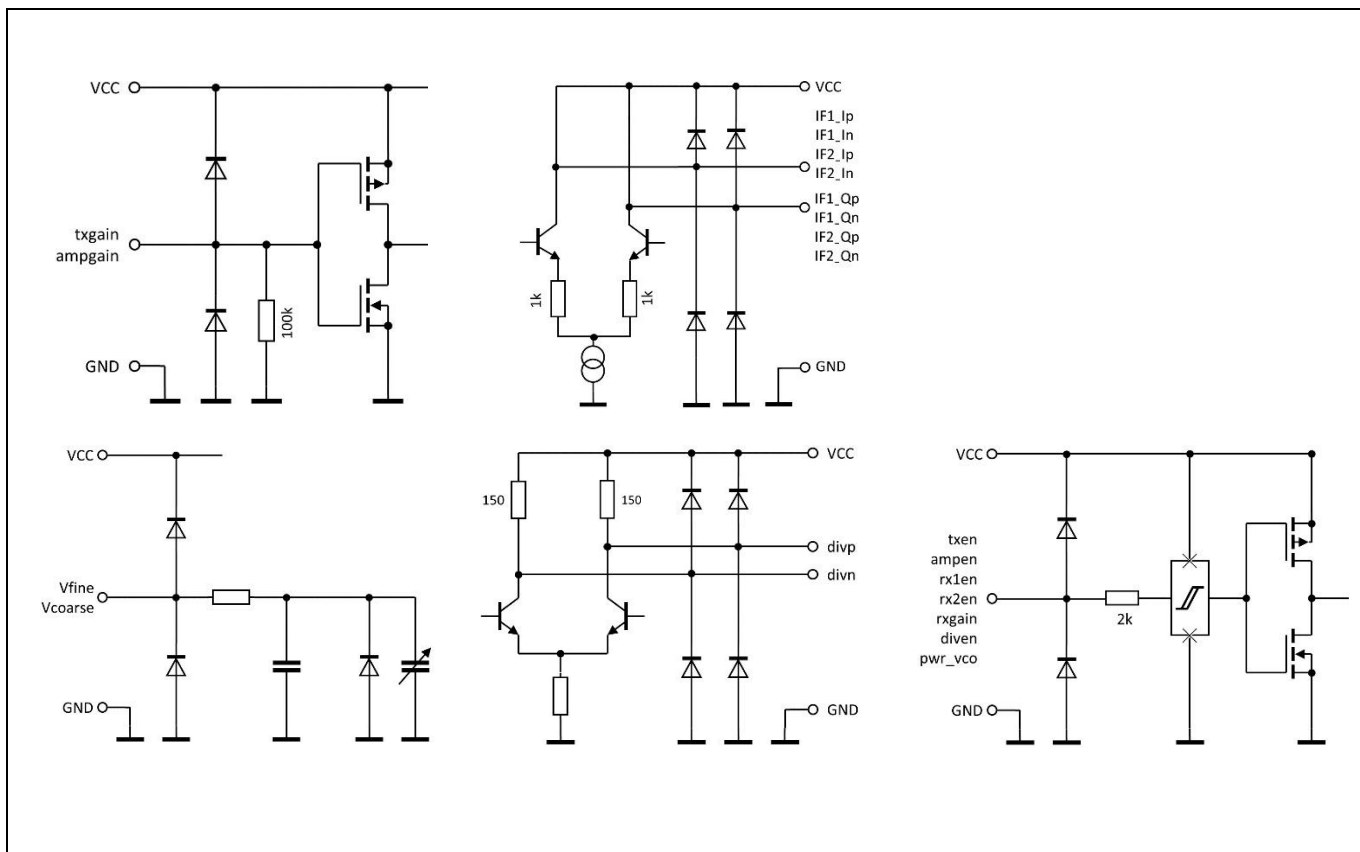 VCC
txgain
ampgain
100k
GND
VCC
IF1_Ip
IF1_In
IF2_Ip
IF2_In
IF1_Qp
IF1_Qn
IF2_Qp
IF2_Qn
1k
1k
GND
VCC
Vfine
Vcoarse
GND
VCC
150
150
divp
divn
GND
VCC
txen
ampen
rx1en
rx2en
rxgain
diven
pwr_vco
2k
GND